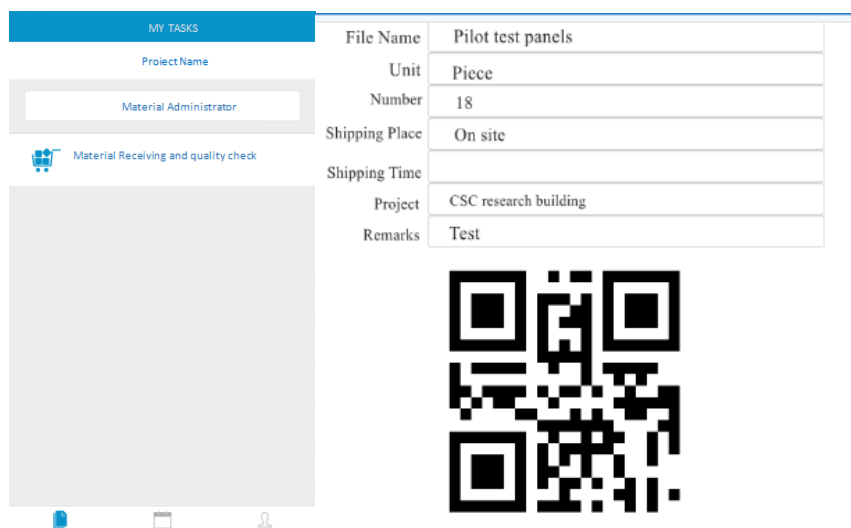 MY TASKS
Project Name
Material Administrator
Material Receiving and quality check
File Name Pilot test panels
Unit Piece
Number 18
Shipping Place On site
Shipping Time
Project CSC research building
Remarks Test